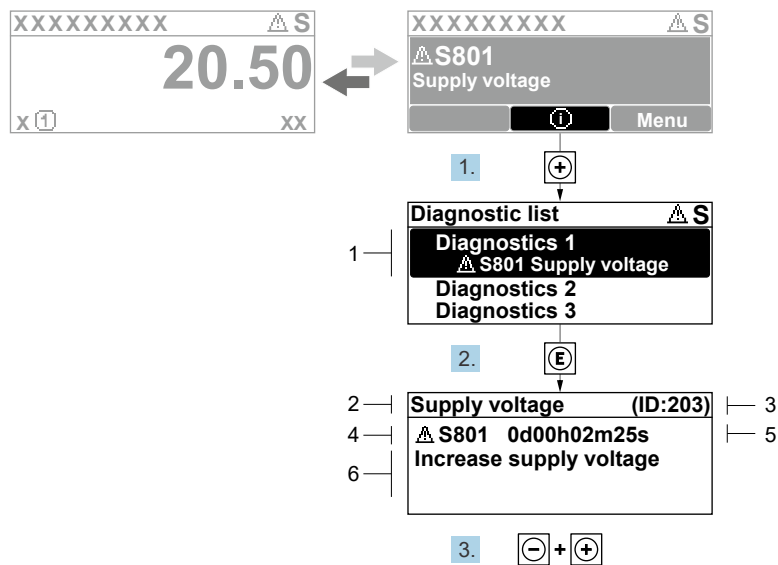 XXXXXXXXX ⚠ S
20.50
x ① xx
XXXXXXXXX ⚠ S
⚠ S801
Supply voltage
ⓘ Menu
1. +
Diagnostic list ⚠ S
1 Diagnostics 1
⚠ S801 Supply voltage
Diagnostics 2
Diagnostics 3
2. E
2 Supply voltage (ID:203) 3
4 ⚠ S801 0d00h02m25s 5
6 Increase supply voltage
3. - + +